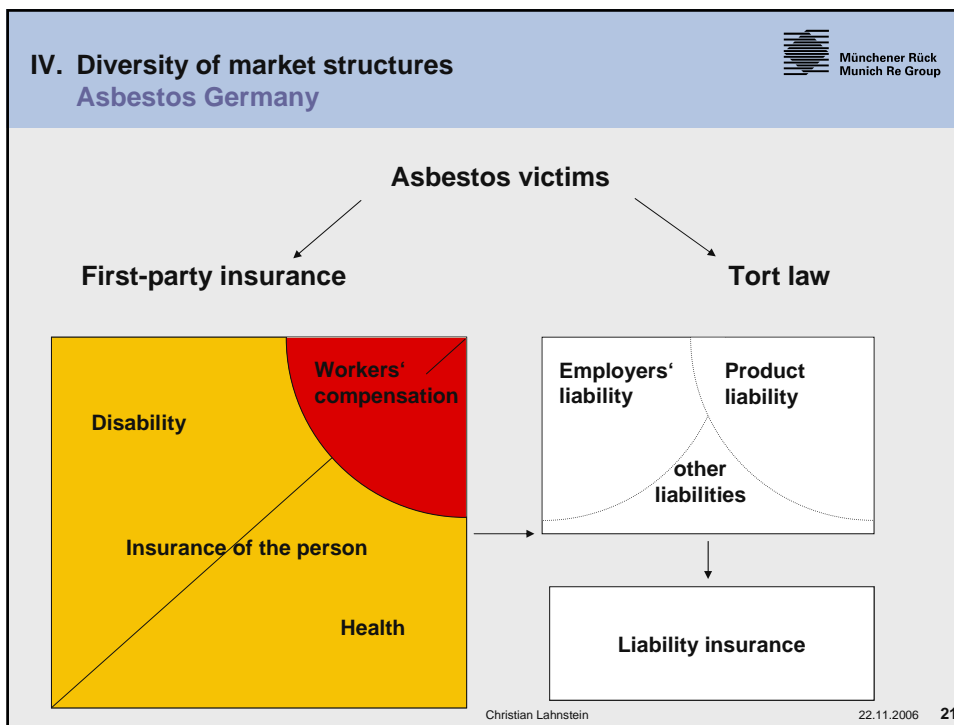 IV. Diversity of market structures
Asbestos Germany
Münchener Rück
Munich Re Group
Asbestos victims
First-party insurance
Tort law
Workers‘
compensation
Disability
Insurance of the person
Health
Employers‘
liability
Product
liability
other
liabilities
Liability insurance
Christian Lahnstein
22.11.2006 21